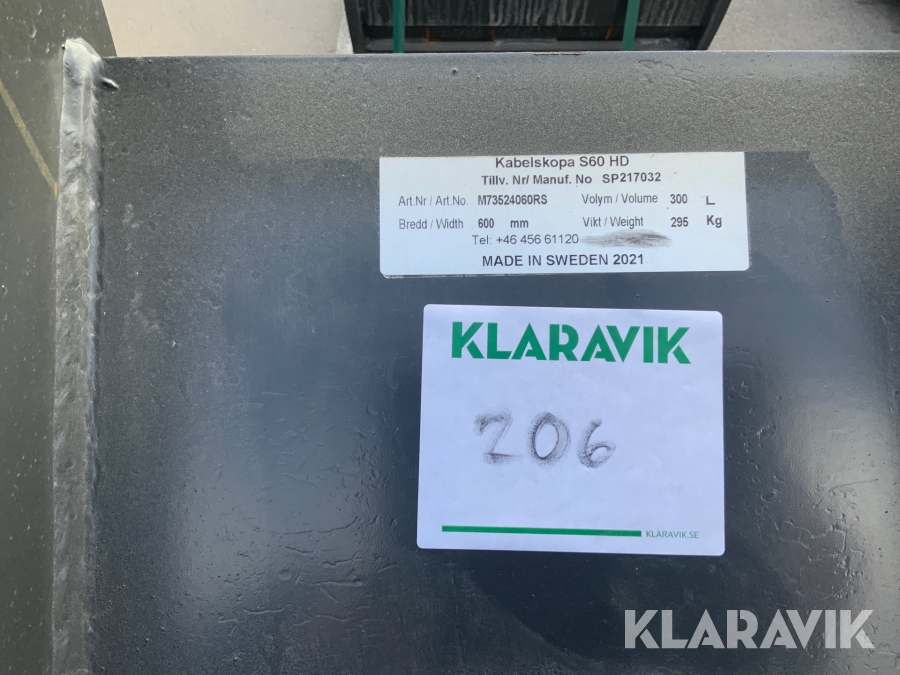 Kabelskopa S60 HD
Tillv. Nr/ Manuf. No SP217032
Art.Nr / Art.No. M73524060RS Volym / Volume 300 L
Bredd / Width 600 mm Vikt / Weight 295 Kg
Tel: +46 456 61120
MADE IN SWEDEN 2021
KLARAVIK
206
KLARAVIK.SE
KLARAVIK